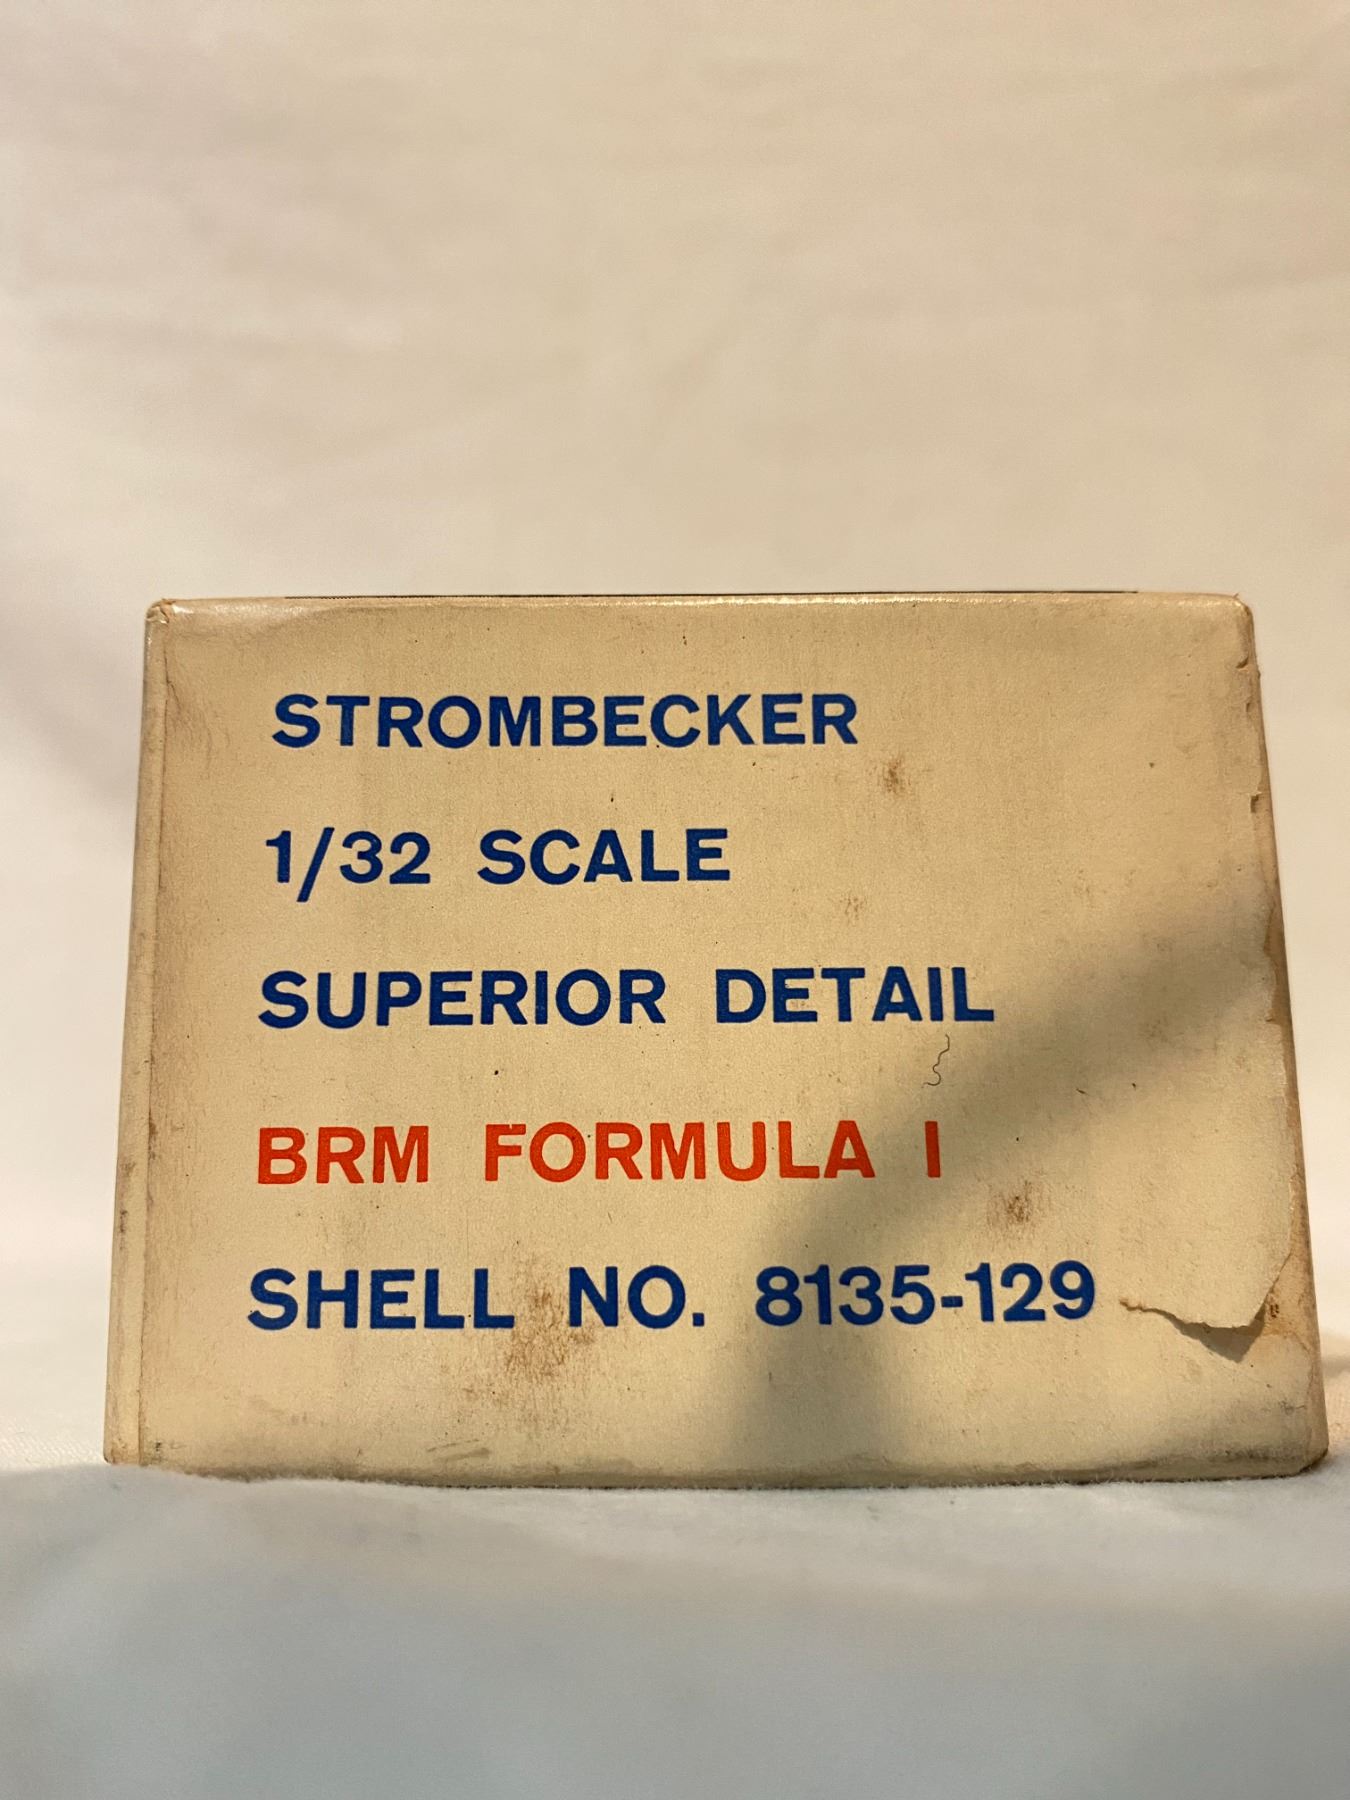 STROMBECKER
1/32 SCALE
SUPERIOR DETAIL
BRM FORMULA I
SHELL NO. 8135-129